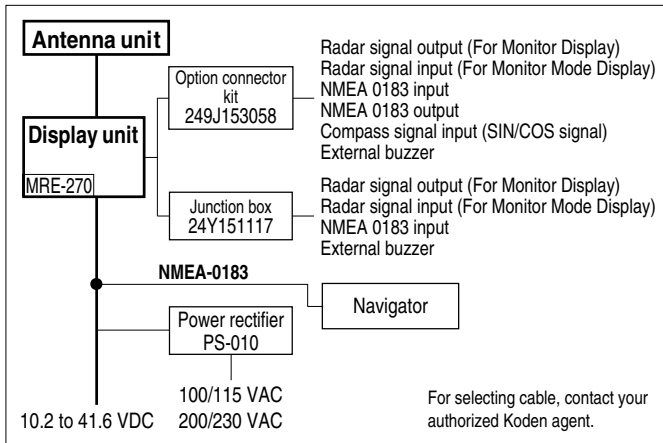 Antenna unit
Display unit
MRE-270
Option connector
kit
249J153058
Radar signal output (For Monitor Display)
Radar signal input (For Monitor Mode Display)
NMEA 0183 input
NMEA 0183 output
Compass signal input (SIN/COS signal)
External buzzer
Junction box
24Y151117
Radar signal output (For Monitor Display)
Radar signal input (For Monitor Mode Display)
NMEA 0183 input
External buzzer
NMEA-0183
Navigator
Power rectifier
PS-010
100/115 VAC
200/230 VAC
10.2 to 41.6 VDC
For selecting cable, contact your
authorized Koden agent.